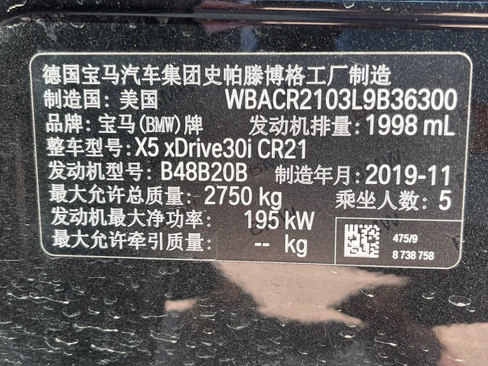 德国宝马汽车集团史帕滕博格工厂制造
制造国: 美国 WBACR2103L9B36300
品牌: 宝马(BMW)牌 发动机排量: 1998 mL
整车型号: X5 xDrive30i CR21
发动机型号: B48B20B 制造年月: 2019-11
最大允许总质量: 2750 kg 乘坐人数: 5
发动机最大净功率: 195 kW
最大允许牵引质量: -- kg
475/9
8 738 758